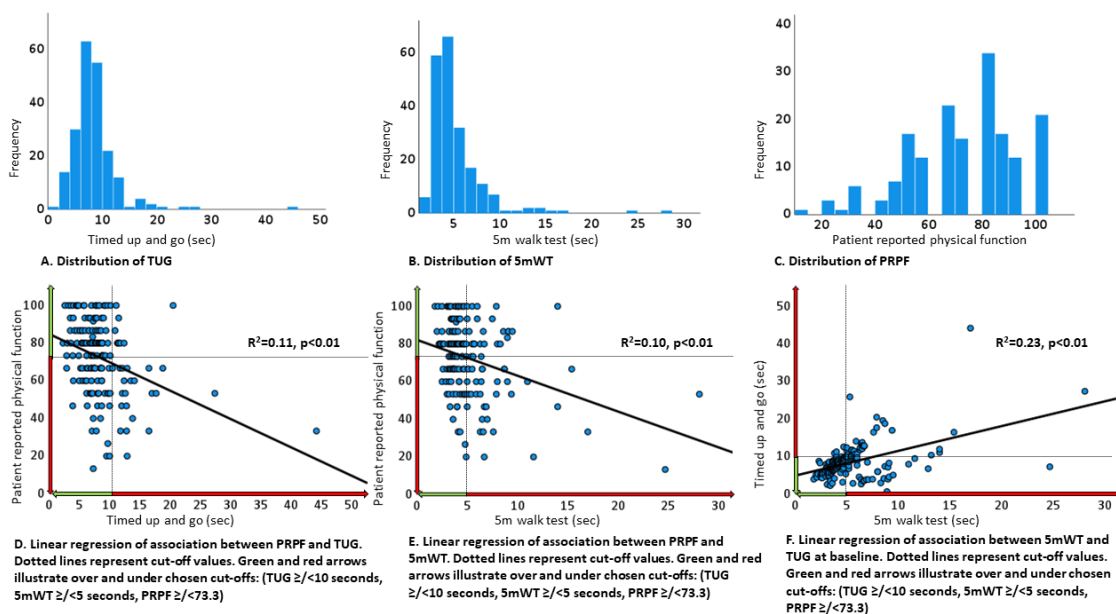 Frequency
60
40
20
0
0
10
20
30
40
50
Timed up and go (sec)
A. Distribution of TUG
Frequency
60
40
20
0
5
10
15
20
25
30
5m walk test (sec)
B. Distribution of 5mWT
Frequency
40
30
20
10
0
20
40
60
80
100
Patient reported physical function
C. Distribution of PRPF
Patient reported physical function
100
80
72
60
40
20
0
0
5
10
15
20
25
30
35
40
45
50
R²=0.11, p<0.01
Timed up and go (sec)
D. Linear regression of association between PRPF and TUG.
Dotted lines represent cut-off values. Green and red arrows
illustrate over and under chosen cut-offs: (TUG ≥/<10 seconds,
5mWT ≥/<5 seconds, PRPF ≥/<73.3)
Patient reported physical function
100
80
73
60
40
20
0
0
5
10
15
20
25
30
R²=0.10, p<0.01
5m walk test (sec)
E. Linear regression of association between PRPF and
5mWT. Dotted lines represent cut-off values. Green and red
arrows illustrate over and under chosen cut-offs: (TUG
≥/<10 seconds, 5mWT ≥/<5 seconds, PRPF ≥/<73.3)
Timed up and go (sec)
50
40
30
20
10
0
0
5
10
15
20
25
30
R²=0.23, p<0.01
5m walk test (sec)
F. Linear regression of association between 5mWT and
TUG at baseline. Dotted lines represent cut-off values.
Green and red arrows illustrate over and under chosen
cut-offs: (TUG ≥/<10 seconds, 5mWT ≥/<5 seconds,
PRPF ≥/<73.3)